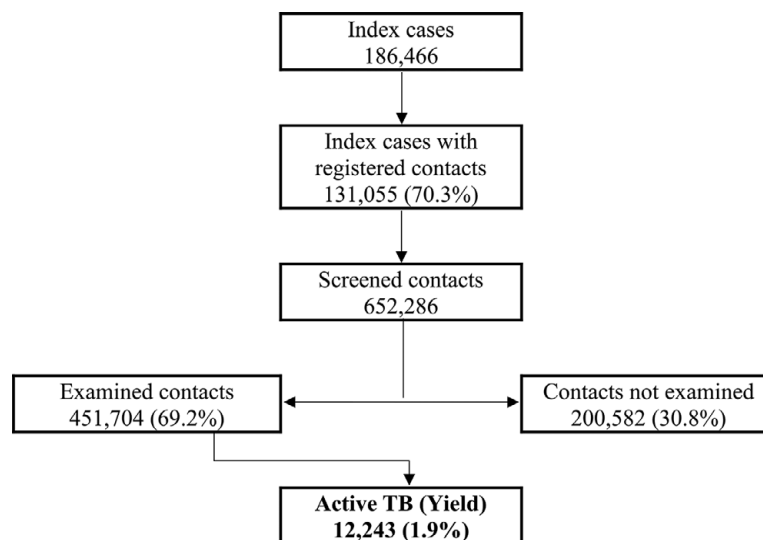 Index cases
186,466
Index cases with
registered contacts
131,055 (70.3%)
Screened contacts
652,286
Examined contacts
451,704 (69.2%)
Contacts not examined
200,582 (30.8%)
Active TB (Yield)
12,243 (1.9%)